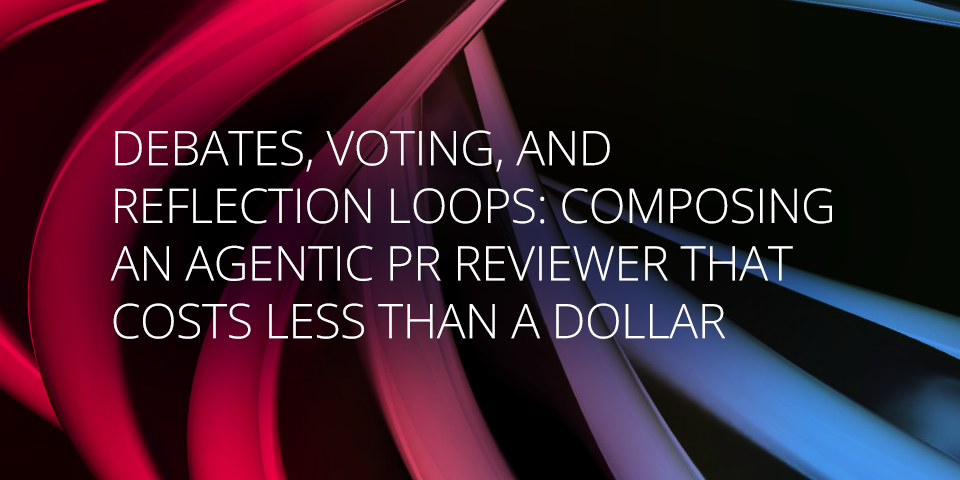 DEBATES, VOTING, AND
REFLECTION LOOPS: COMPOSING
AN AGENTIC PR REVIEWER THAT
COSTS LESS THAN A DOLLAR